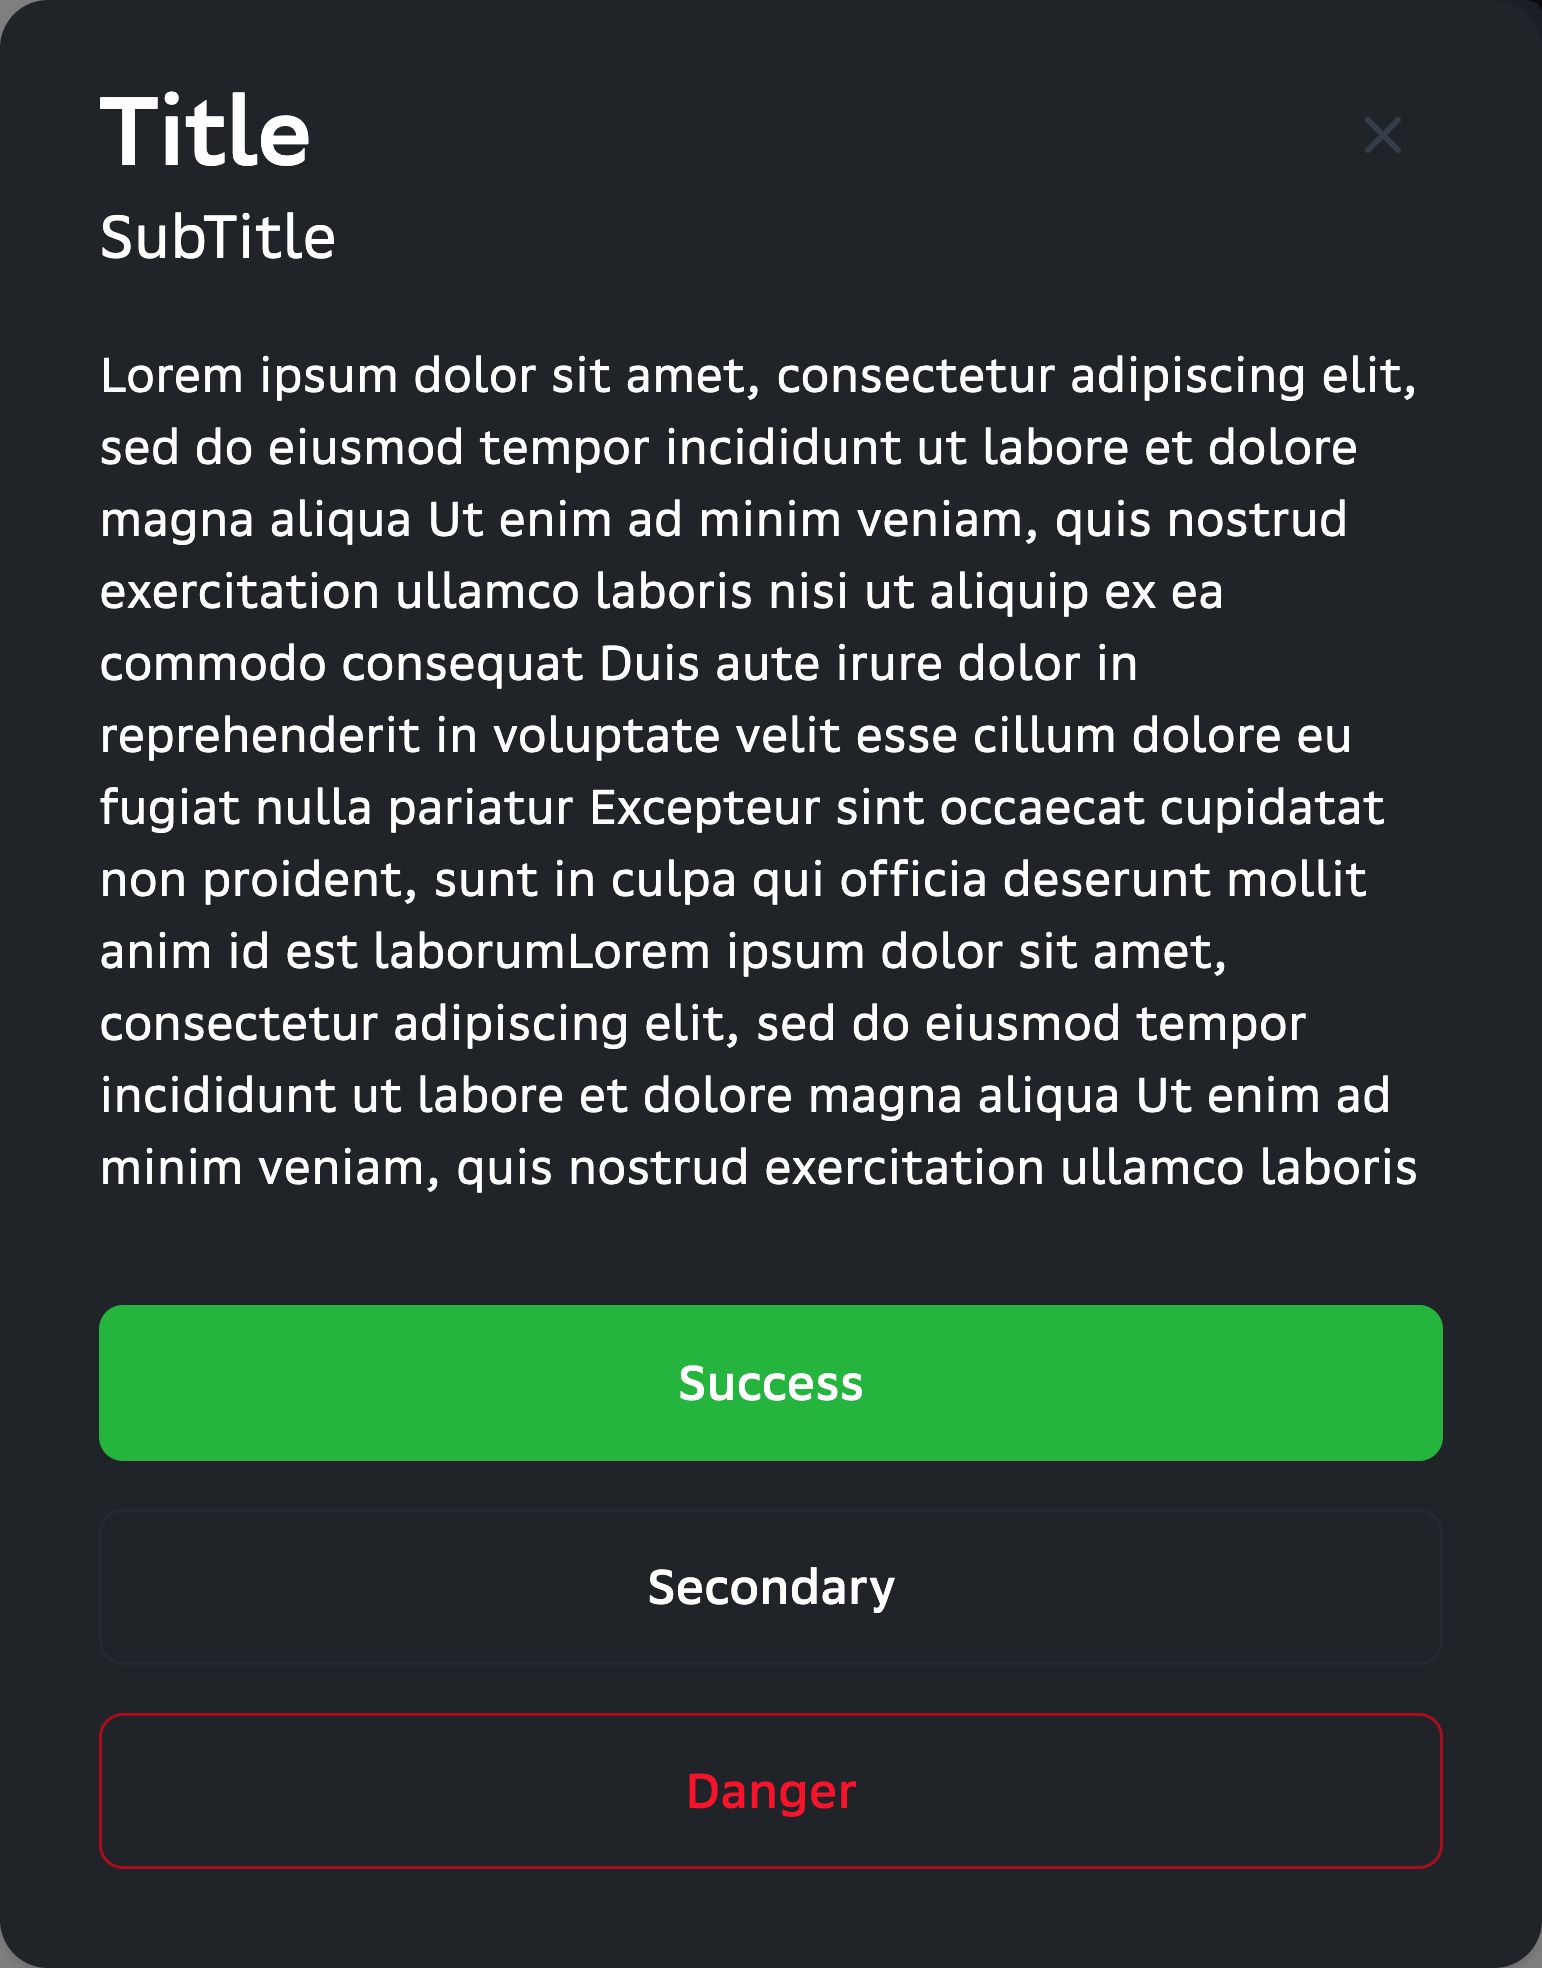 Title
SubTitle
Lorem ipsum dolor sit amet, consectetur adipiscing elit,
sed do eiusmod tempor incididunt ut labore et dolore
magna aliqua Ut enim ad minim veniam, quis nostrud
exercitation ullamco laboris nisi ut aliquip ex ea
commodo consequat Duis aute irure dolor in
reprehenderit in voluptate velit esse cillum dolore eu
fugiat nulla pariatur Excepteur sint occaecat cupidatat
non proident, sunt in culpa qui officia deserunt mollit
anim id est laborumLorem ipsum dolor sit amet,
consectetur adipiscing elit, sed do eiusmod tempor
incididunt ut labore et dolore magna aliqua Ut enim ad
minim veniam, quis nostrud exercitation ullamco laboris
Success
Secondary
Danger